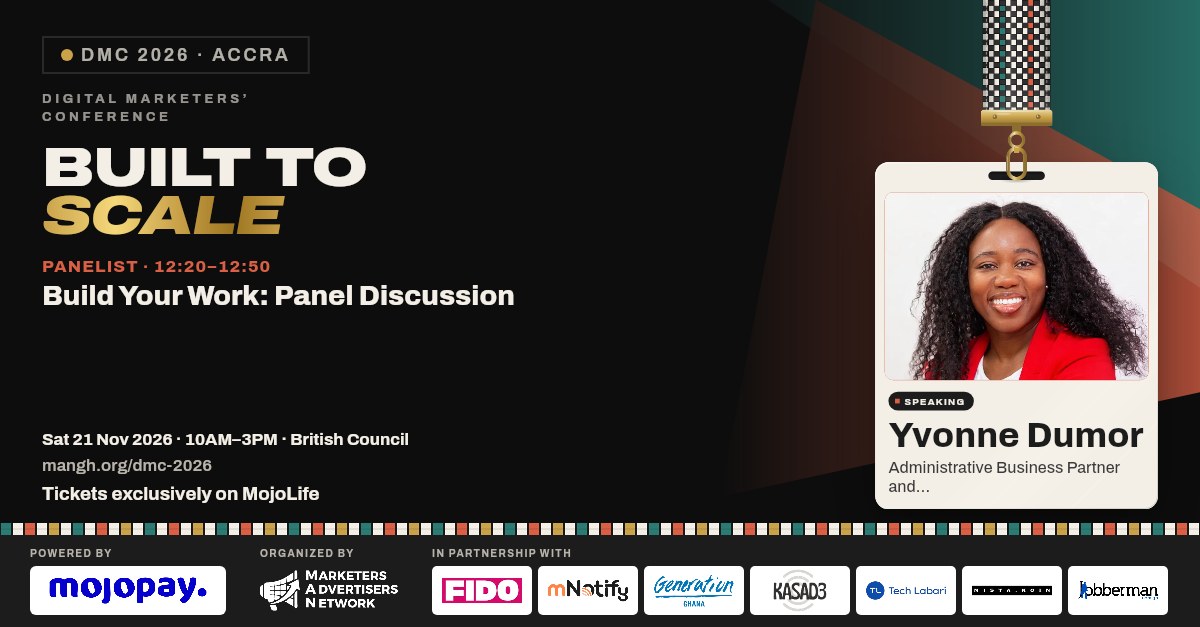 DMC 2026 · ACCRA
DIGITAL MARKETERS'
CONFERENCE
BUILT TO
SCALE
PANELIST · 12:20–12:50
Build Your Work: Panel Discussion
Sat 21 Nov 2026 · 10AM–3PM · British Council
mangh.org/dmc-2026
Tickets exclusively on MojoLife
SPEAKING
Yvonne Dumor
Administrative Business Partner
and...
POWERED BY
mojopay.
ORGANIZED BY
MARKETERS
ADVERTISERS
NETWORK
IN PARTNERSHIP WITH
FIDO
mNotify
Generation
GHANA
KASAD3
TL Tech Labari
Jobberman